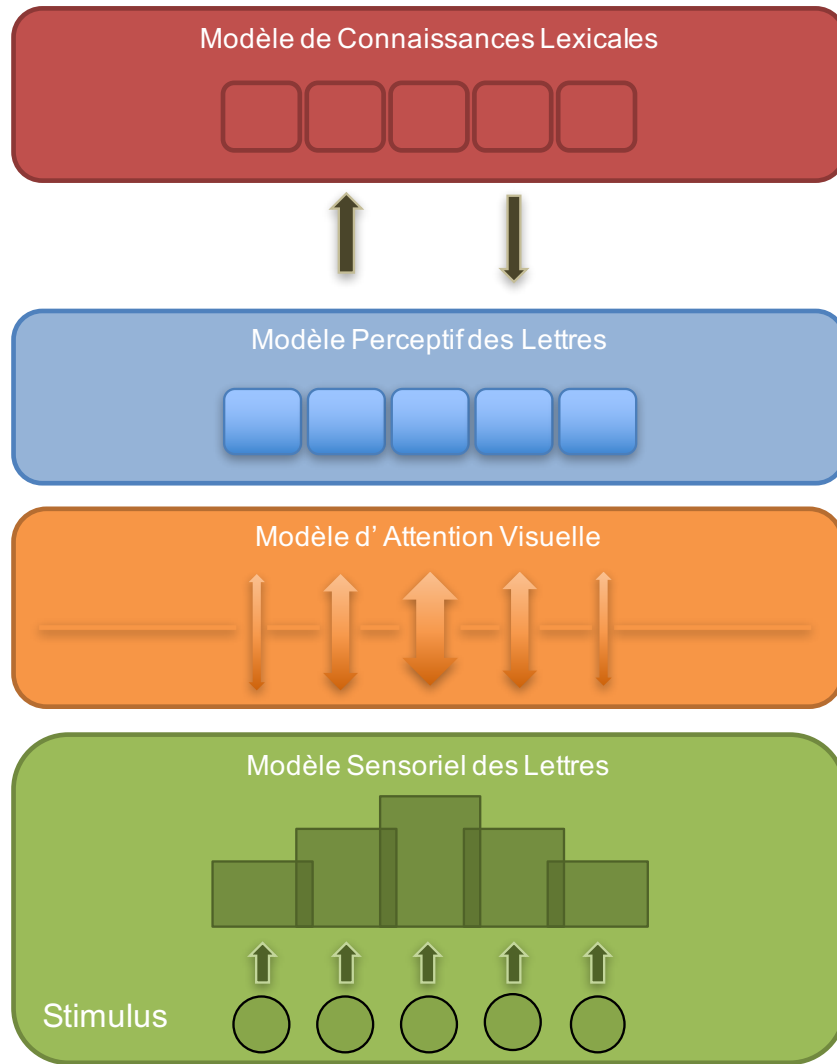 Modèle de Connaissances Lexicales
Modèle Perceptif des Lettres
Modèle d’ Attention Visuelle
Modèle Sensoriel des Lettres
Stimulus